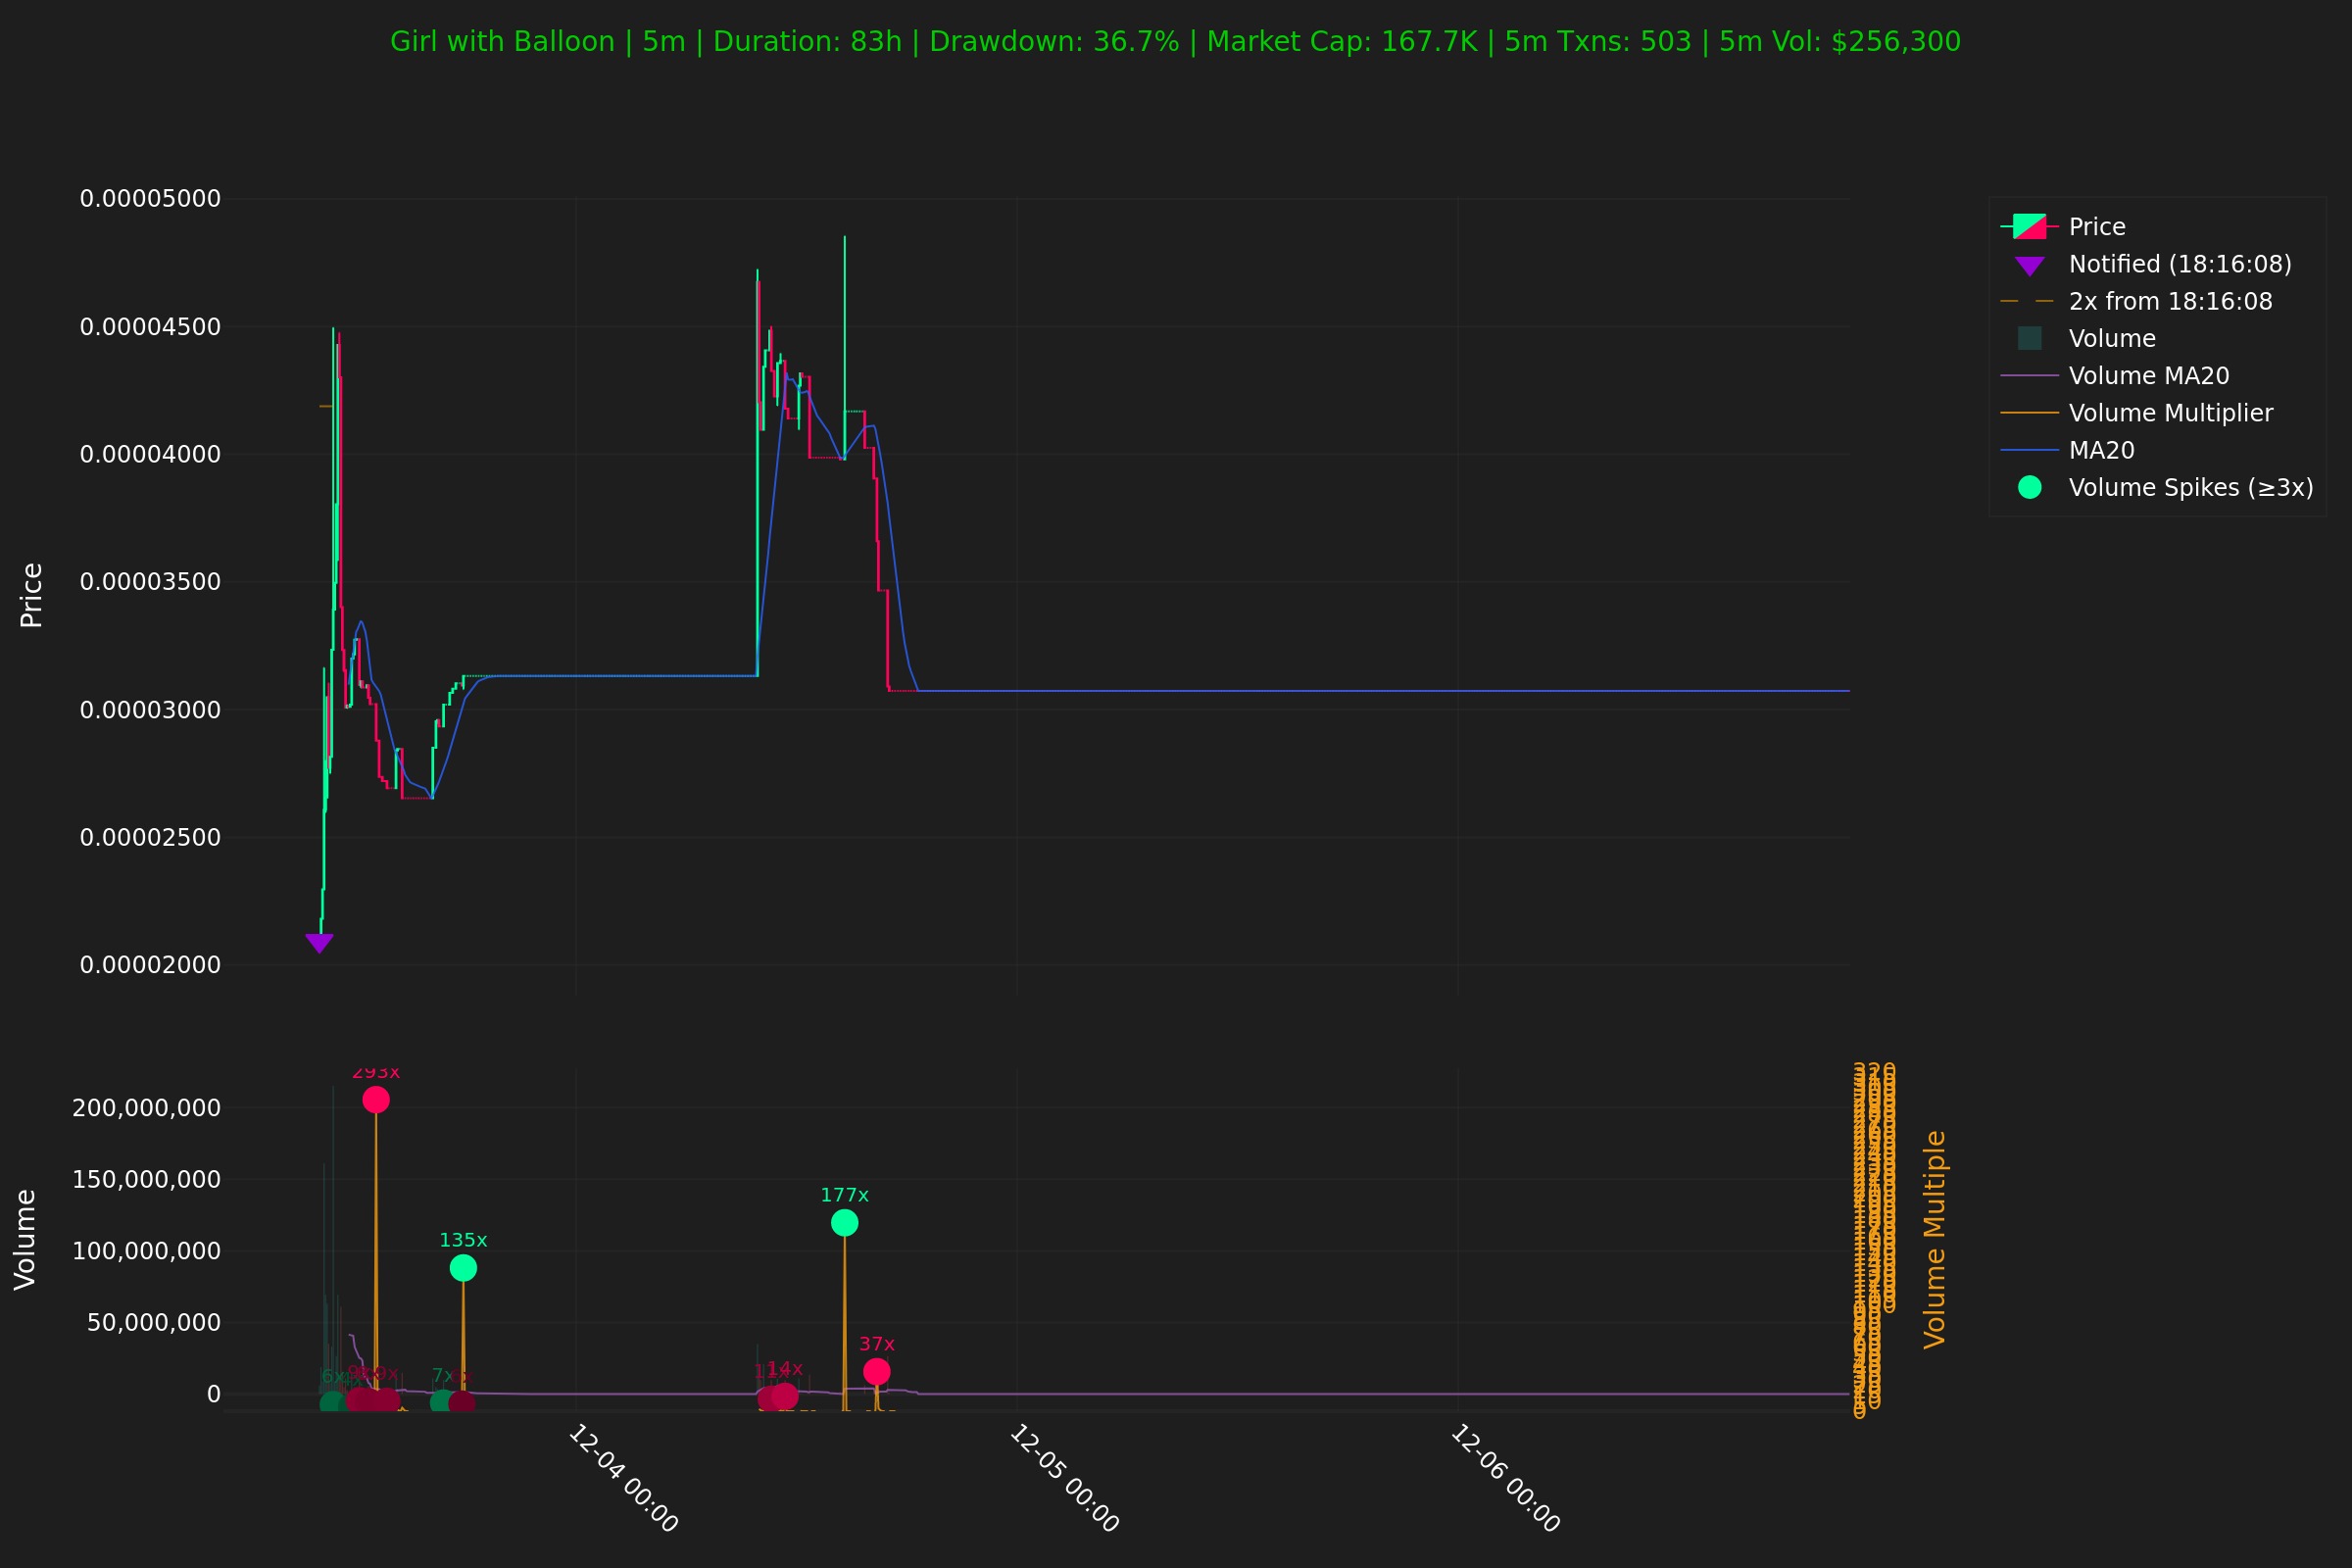 Girl with Balloon | 5m | Duration: 83h | Drawdown: 36.7% | Market Cap: 167.7K | 5m Txns: 503 | 5m Vol: $256,300
0.00005000
0.00004500
0.00004000
0.00003500
0.00003000
0.00002500
0.00002000
Price
Price
Notified (18:16:08)
2x from 18:16:08
Volume
Volume MA20
Volume Multiplier
MA20
Volume Spikes (≥3x)
200,000,000
150,000,000
100,000,000
50,000,000
0
Volume
293x
135x
177x
37x
6x
9x
7x
14x
320
0
Volume Multiple
12-04 00:00
12-05 00:00
12-06 00:00